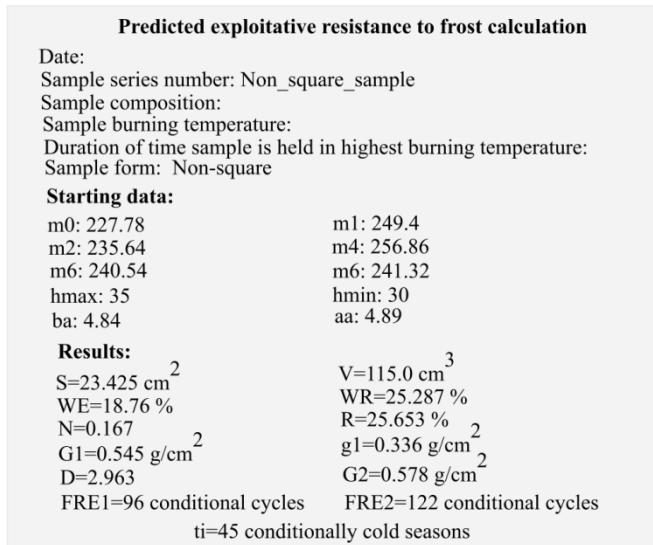 Predicted exploitative resistance to frost calculation
Date:
Sample series number: Non_square_sample
Sample composition:
Sample burning temperature:
Duration of time sample is held in highest burning temperature:
Sample form: Non-square
Starting data:
m0: 227.78 m1: 249.4
m2: 235.64 m4: 256.86
m6: 240.54 m6: 241.32
hmax: 35 hmin: 30
ba: 4.84 aa: 4.89
Results:
S=23.425 cm² V=115.0 cm³
WE=18.76 % WR=25.287 %
N=0.167 R=25.653 %
G1=0.545 g/cm² g1=0.336 g/cm²
D=2.963 G2=0.578 g/cm²
FRE1=96 conditional cycles FRE2=122 conditional cycles
ti=45 conditionally cold seasons